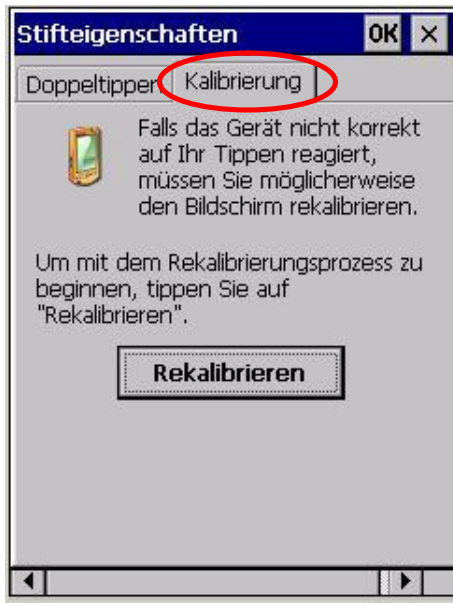 Stifteigenschaften OK ×
Doppeltippen Kalibrierung
Falls das Gerät nicht korrekt
auf Ihr Tippen reagiert,
müssen Sie möglicherweise
den Bildschirm rekalibrieren.
Um mit dem Rekalibrierungsprozess zu
beginnen, tippen Sie auf
"Rekalibrieren".
Rekalibrieren